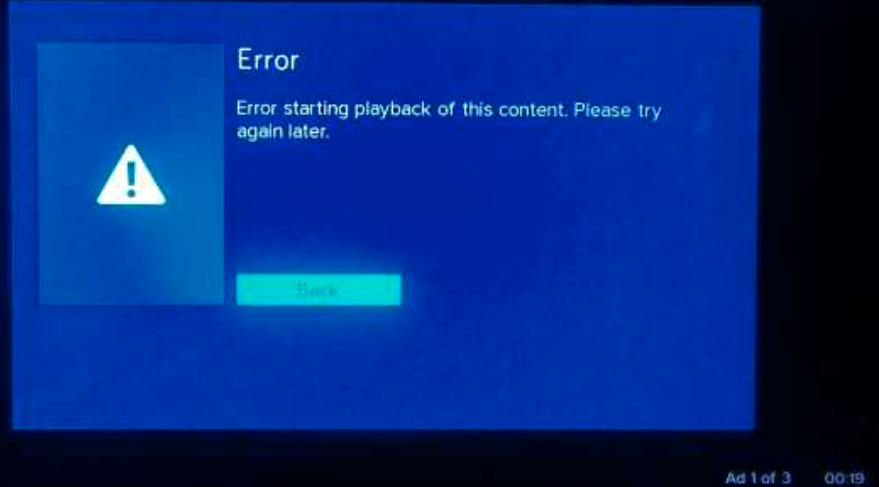 Error
Error starting playback of this content. Please try
again later.
Back
Ad 1 of 3 00:19